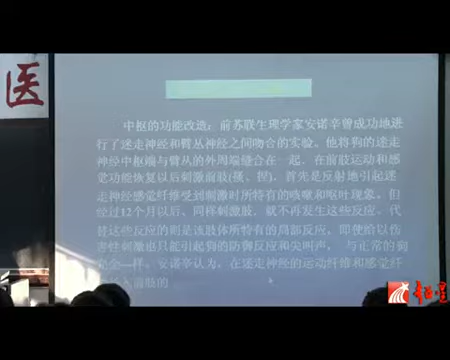 医
中枢的功能改造：前苏联生理学家安诺辛曾成功地进
行了迷走神经和臂丛神经之间吻合的实验。他将狗的迷走
神经中枢端与臂丛的外周端缝合在一起。在前肢运动和感
觉功能恢复以后刺激前肢(搔、捏)，首先是反射地引起迷
走神经感觉纤维受到刺激时所特有的咳嗽和呕吐现象。但
经过12个月以后，同样刺激肢，就不再发生这些反应，代
替这些反应的则是该肢体所特有的局部反应，即使给以伤
害性刺激也只能引起狗的防御反应和尖叫声，与正常的狗
完全一样。安诺辛认为，在迷走神经的运动纤维和感觉纤
前肢的